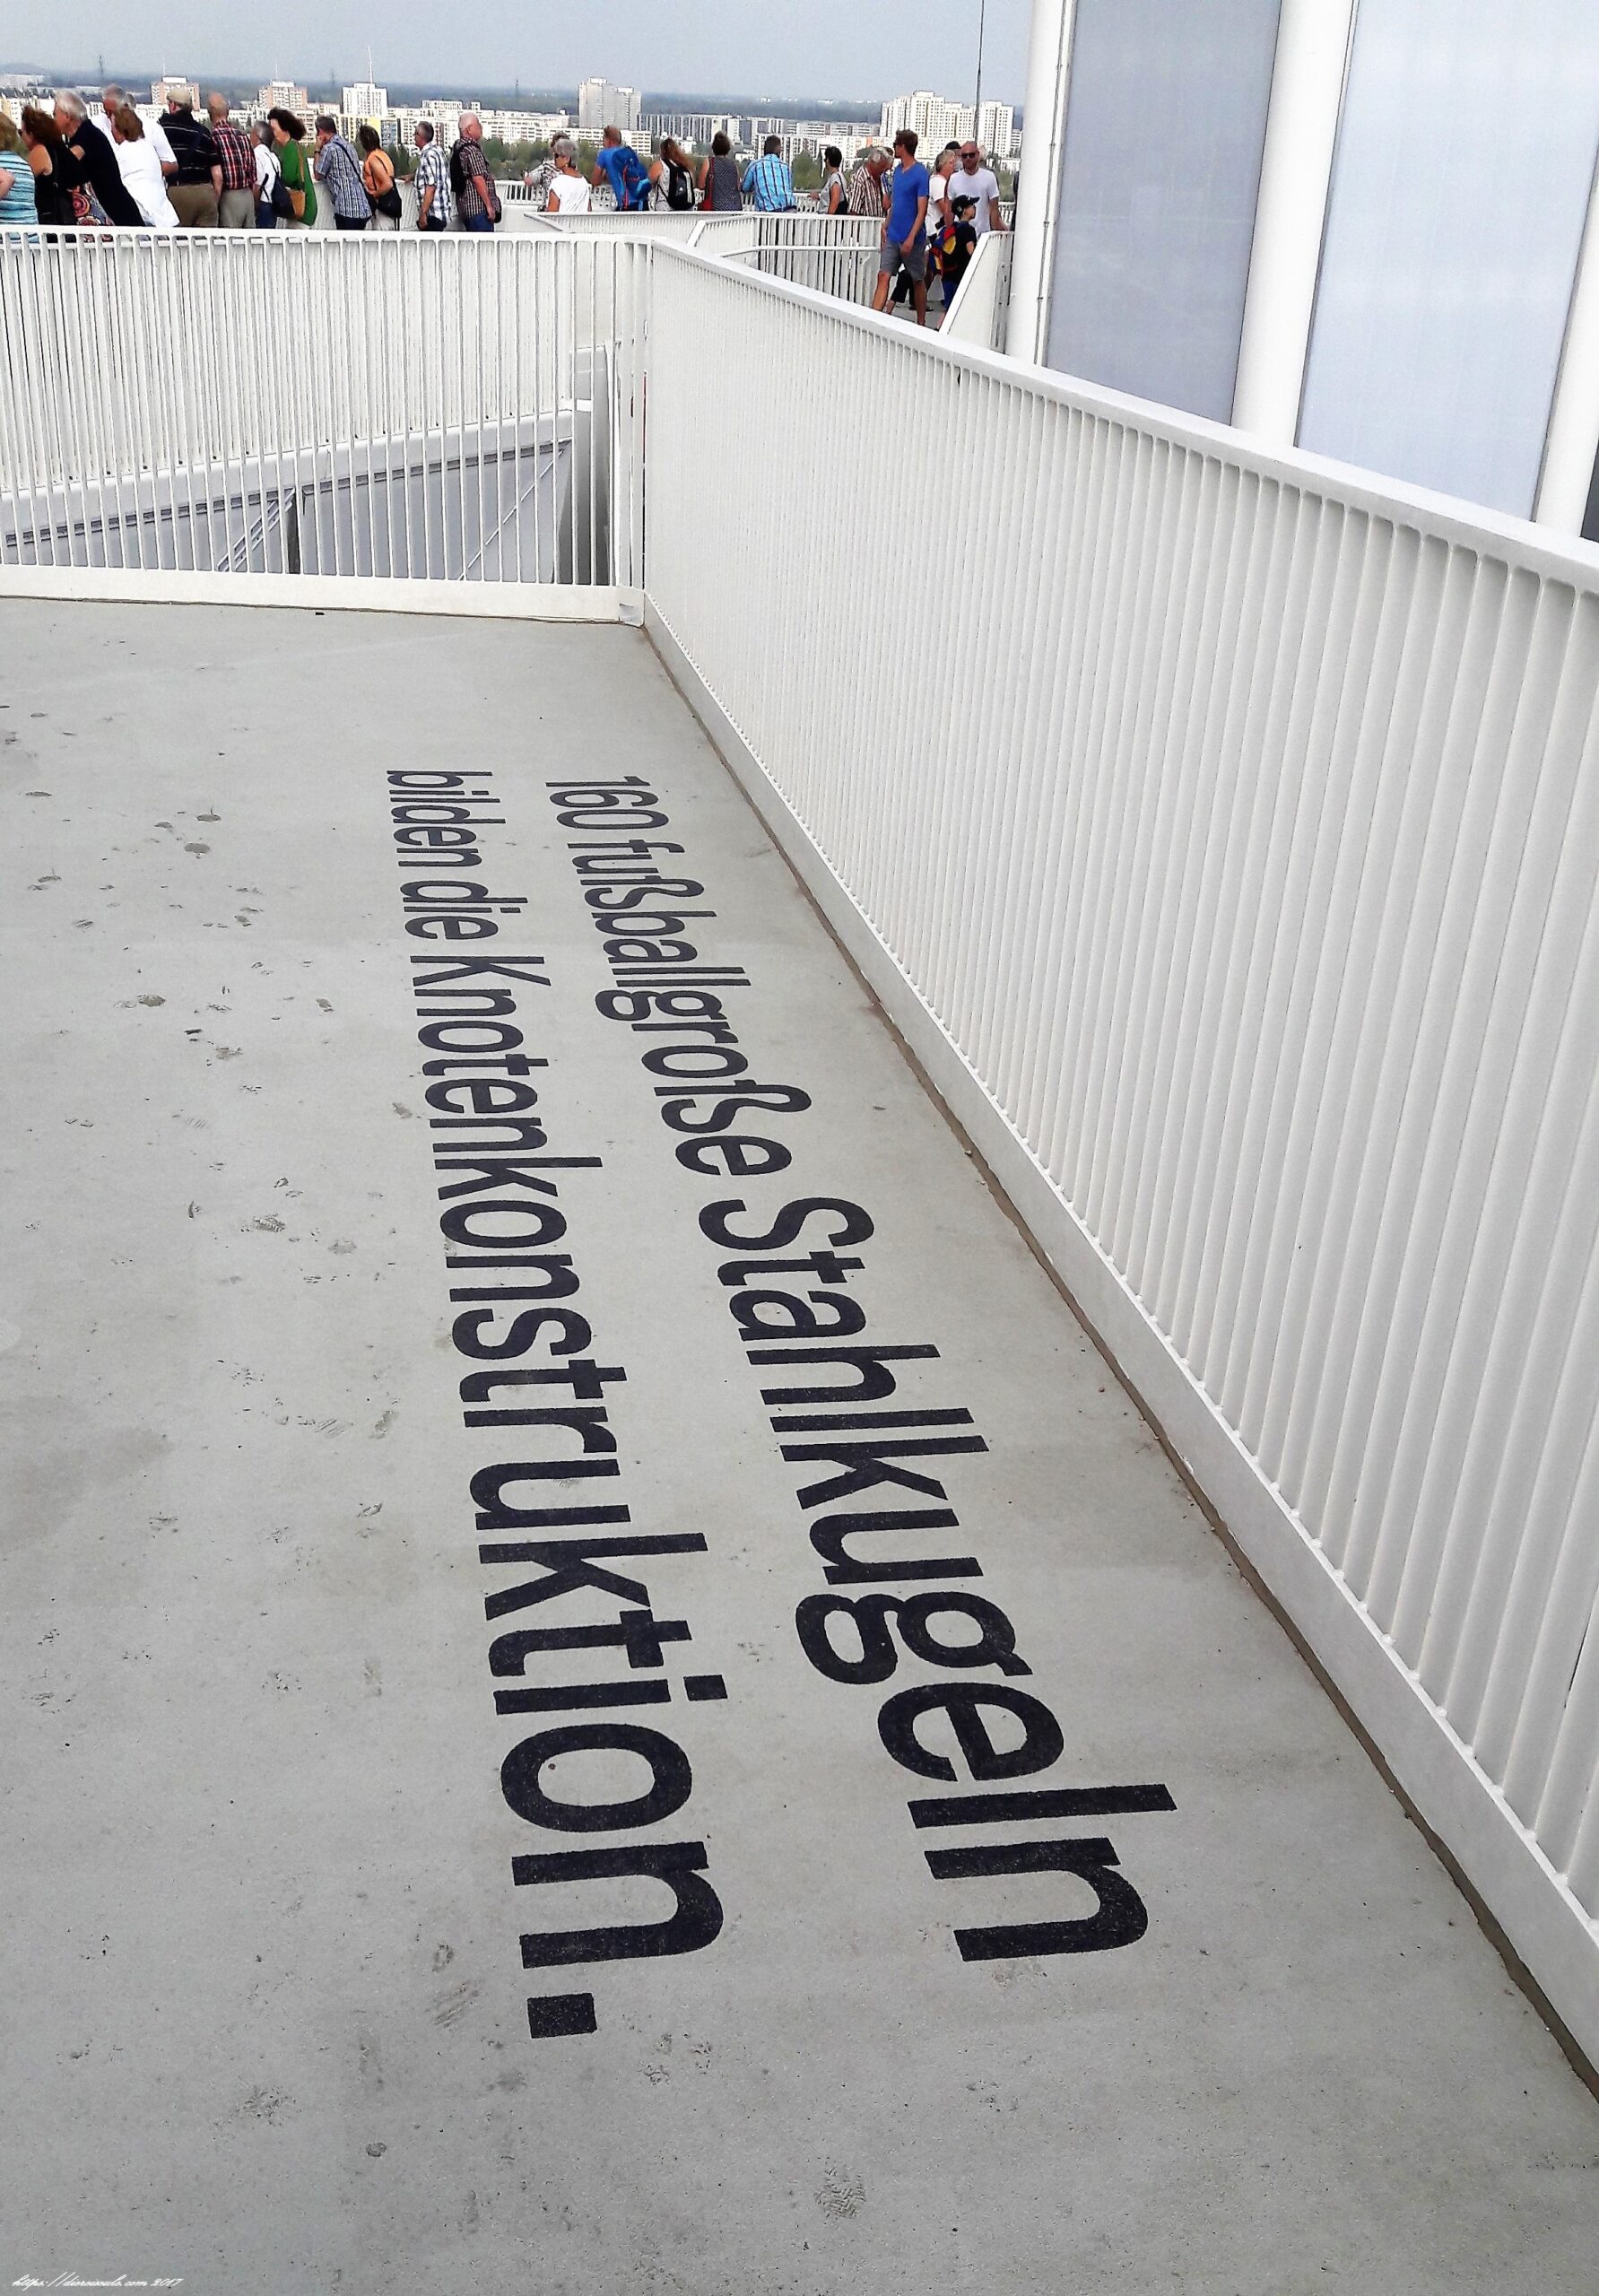 160 fußballgroße Stahlkugeln
bilden die Knotenkonstruktion.